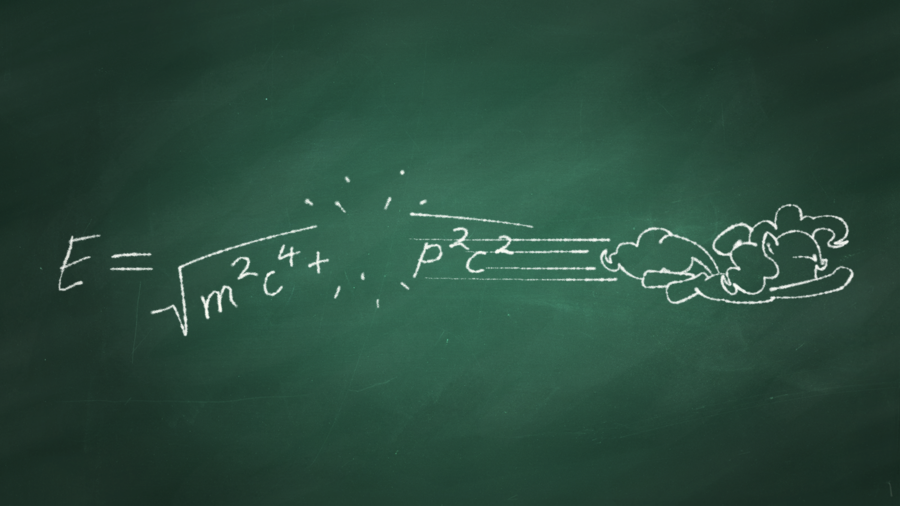 E = √m²c⁴ + p²c²